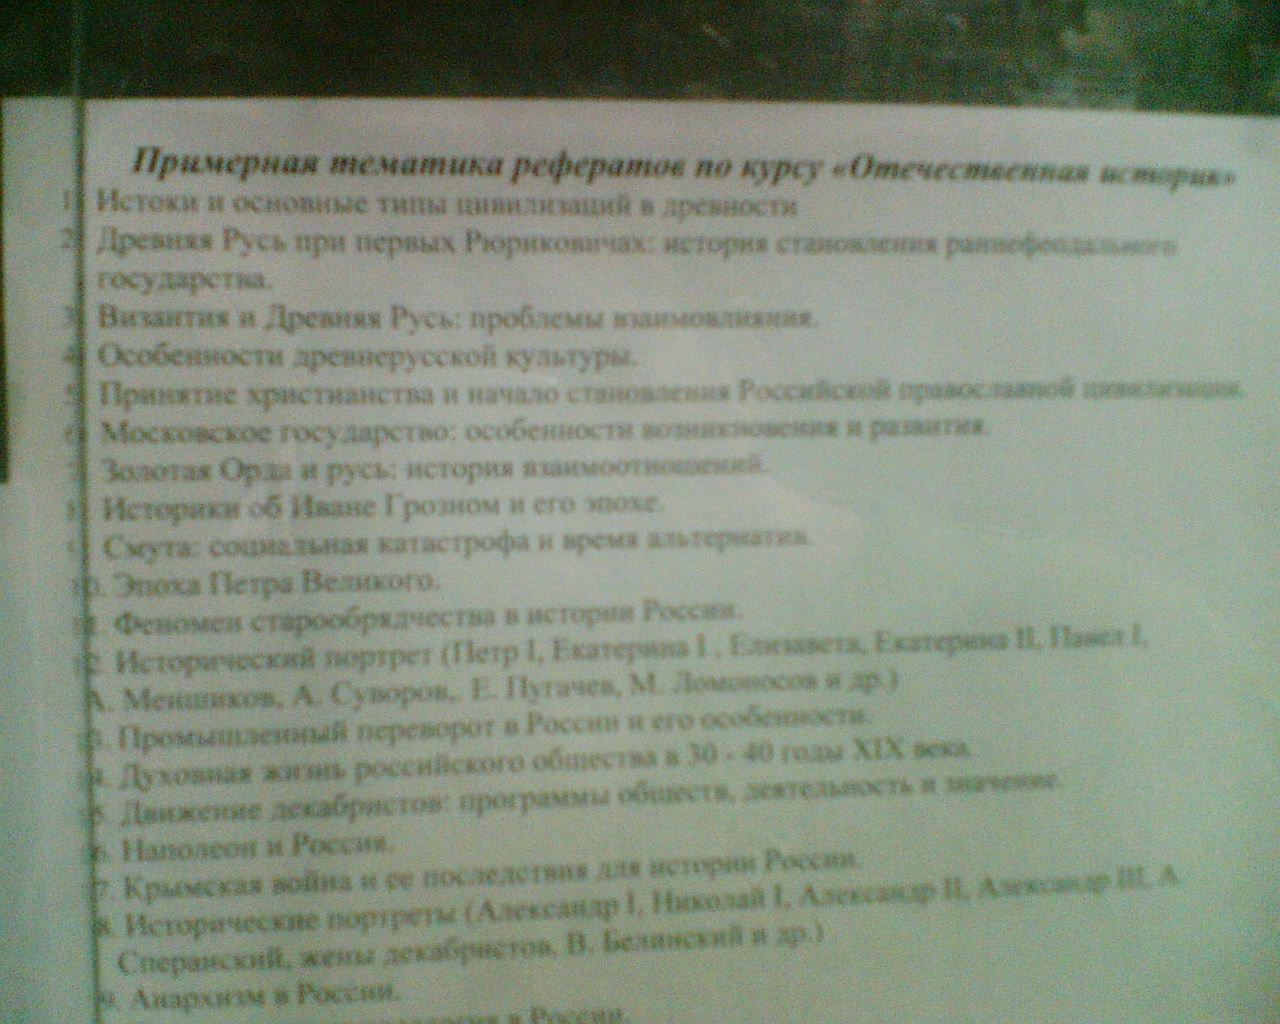 Примерная тематика рефератов по курсу «Отечественная история»
1. Истоки и основные типы цивилизаций в древности
2. Древняя Русь при первых Рюриковичах: история становления раннефеодального
государства.
3. Византия и Древняя Русь: проблемы взаимовлияния.
4. Особенности древнерусской культуры.
5. Принятие христианства и начало становления Российской православной цивилизации.
6. Московское государство: особенности возникновения и развития.
7. Золотая Орда и русь: история взаимоотношений.
8. Историки об Иване Грозном и его эпохе.
9. Смута: социальная катастрофа и время альтернатив.
10. Эпоха Петра Великого.
11. Феномен старообрядчества в истории России.
12. Исторический портрет (Петр I, Екатерина I , Елизавета, Екатерина II, Павел I,
А. Меншиков, А. Суворов,. Е. Пугачев, М. Ломоносов и др.)
13. Промышленный переворот в России и его особенности.
14. Духовная жизнь российского общества в 30 - 40 годы XIX века.
15. Движение декабристов: программы обществ, деятельность и значение.
16. Наполеон и Россия.
17. Крымская война и ее последствия для истории России.
18. Исторические портреты (Александр I, Николай I, Александр II, Александр III, А.
Сперанский, жены декабристов, В. Белинский и др.)
19. Анархизм в России.
в России.